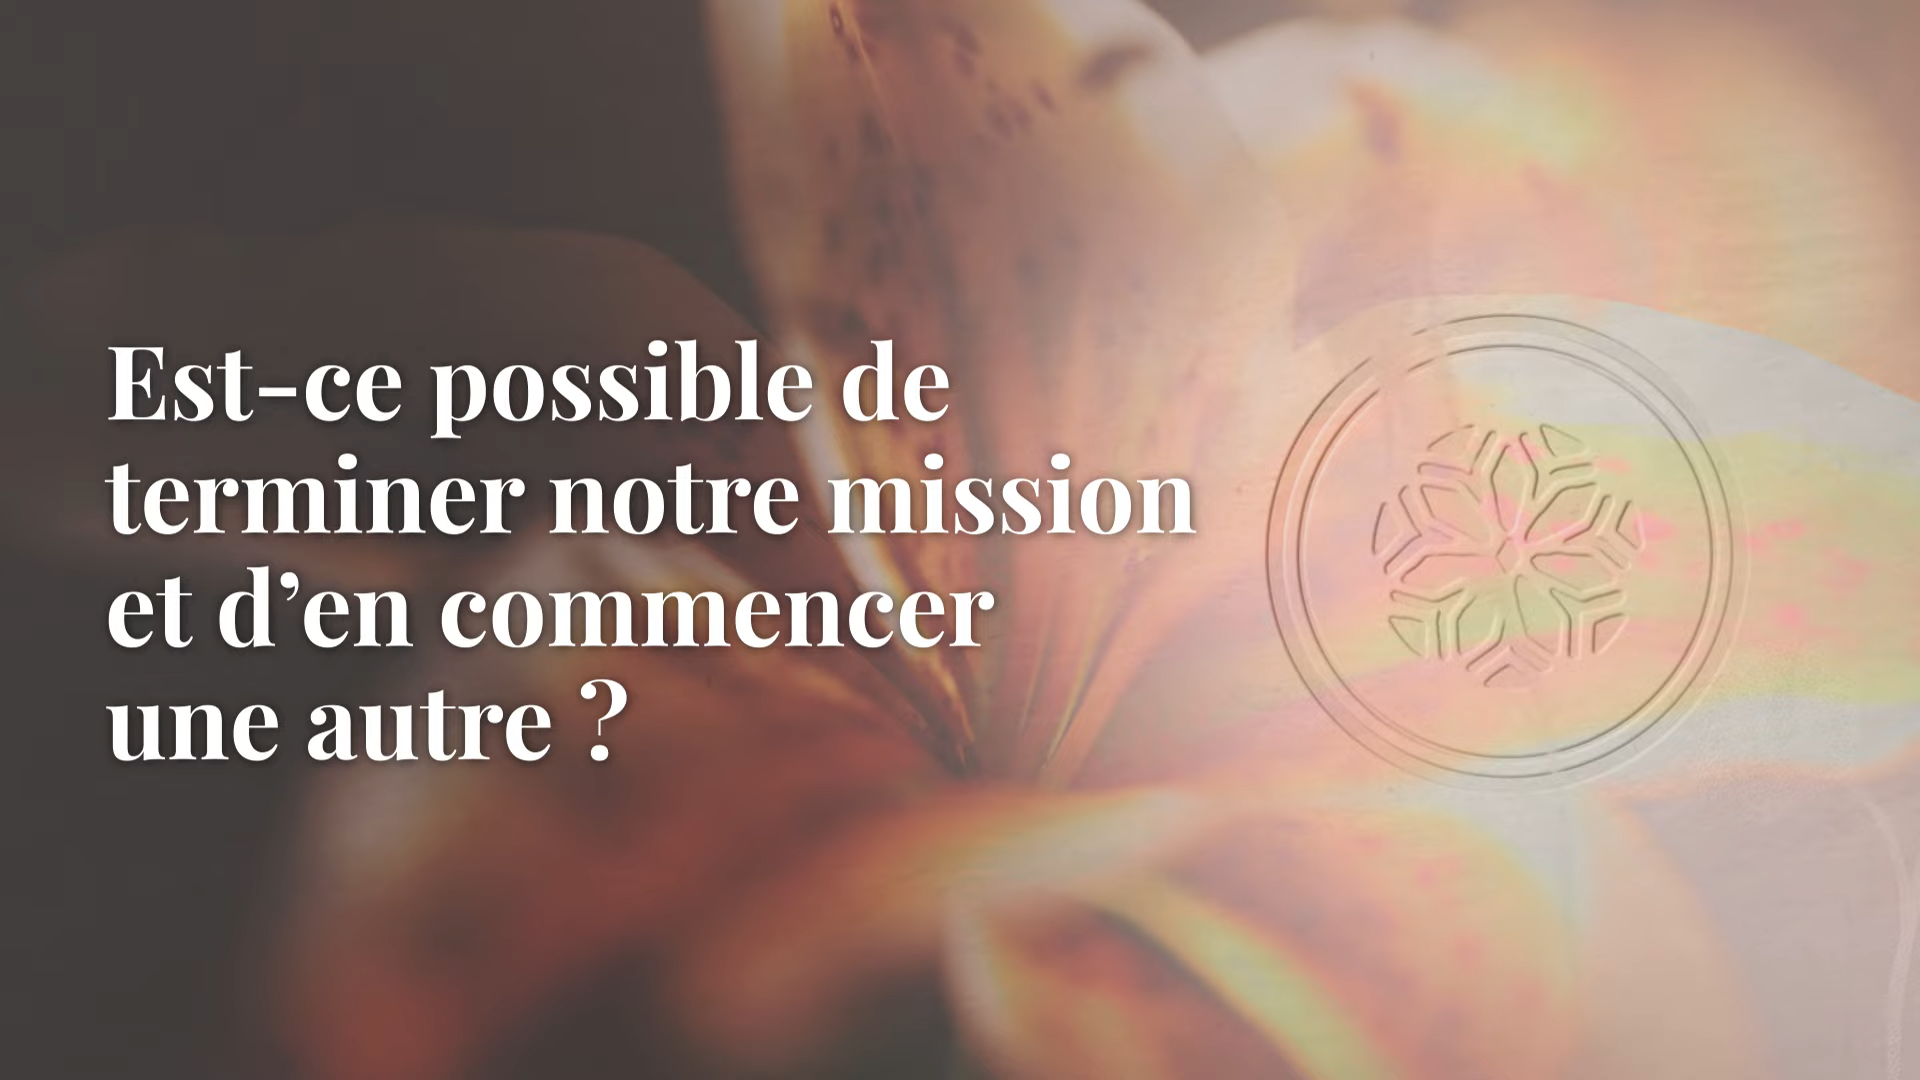 Est-ce possible de
terminer notre mission
et d’en commencer
une autre ?